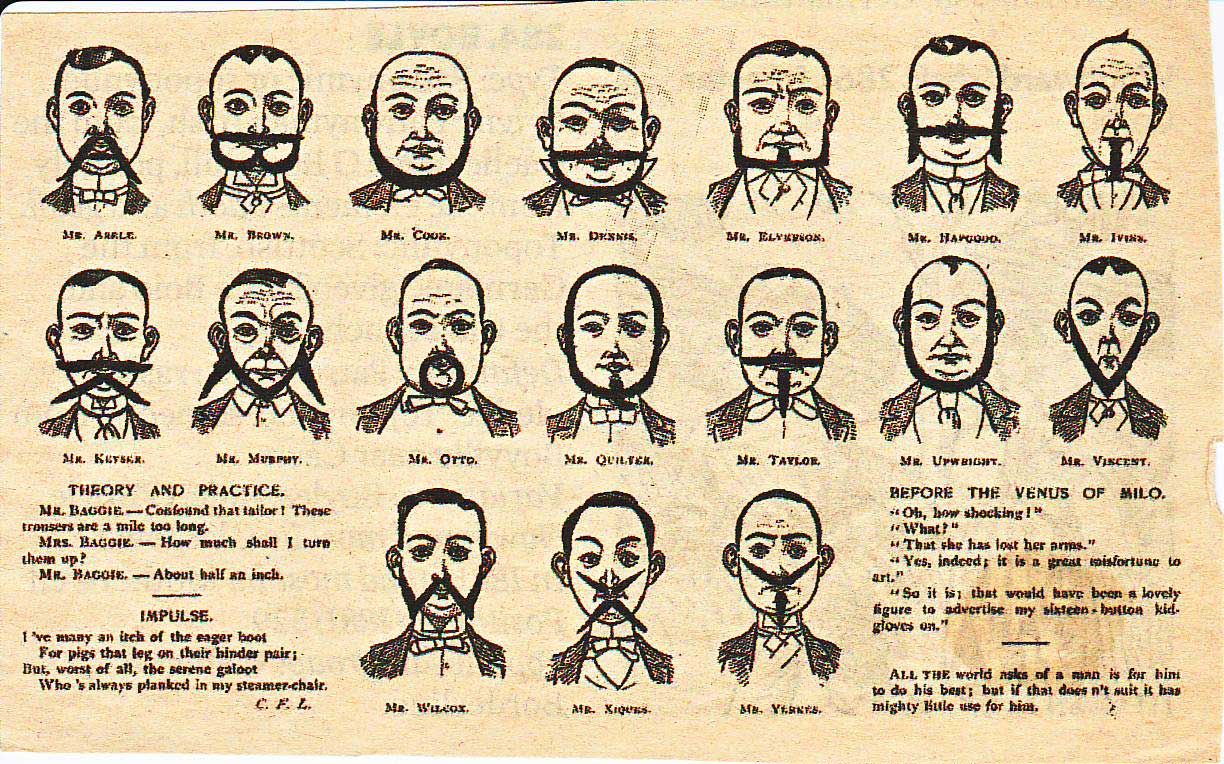 Mr. Able.
Mr. Brown.
Mr. Cook.
Mr. Dennis.
Mr. Elverson.
Mr. Hapgood.
Mr. Ivins.
Mr. Keyser.
Mr. Murphy.
Mr. Otto.
Mr. Quilter.
Mr. Taylor.
Mr. Upwright.
Mr. Vincent.
THEORY AND PRACTICE.
Mr. Baggie. — Confound that tailor! These
trousers are a mile too long.
Mrs. Baggie. — How much shall I turn
them up?
Mr. Baggie. — About half an inch.
IMPULSE.
I 've many an itch of the eager boot
For pigs that leg on their hinder pair;
But, worst of all, the serene galoot
Who 's always planked in my steamer-chair.
C. F. L.
Mr. Wilcox.
Mr. Xiques.
Mr. Yerkes.
BEFORE THE VENUS OF MILO.
"Oh, how shocking!"
"What?"
"That she has lost her arms."
"Yes, indeed; it is a great misfortune to
art."
"So it is; that would have been a lovely
figure to advertise my sixteen-button kid-
gloves on."
All the world asks of a man is for him
to do his best; but if that does n't suit it has
mighty little use for him.